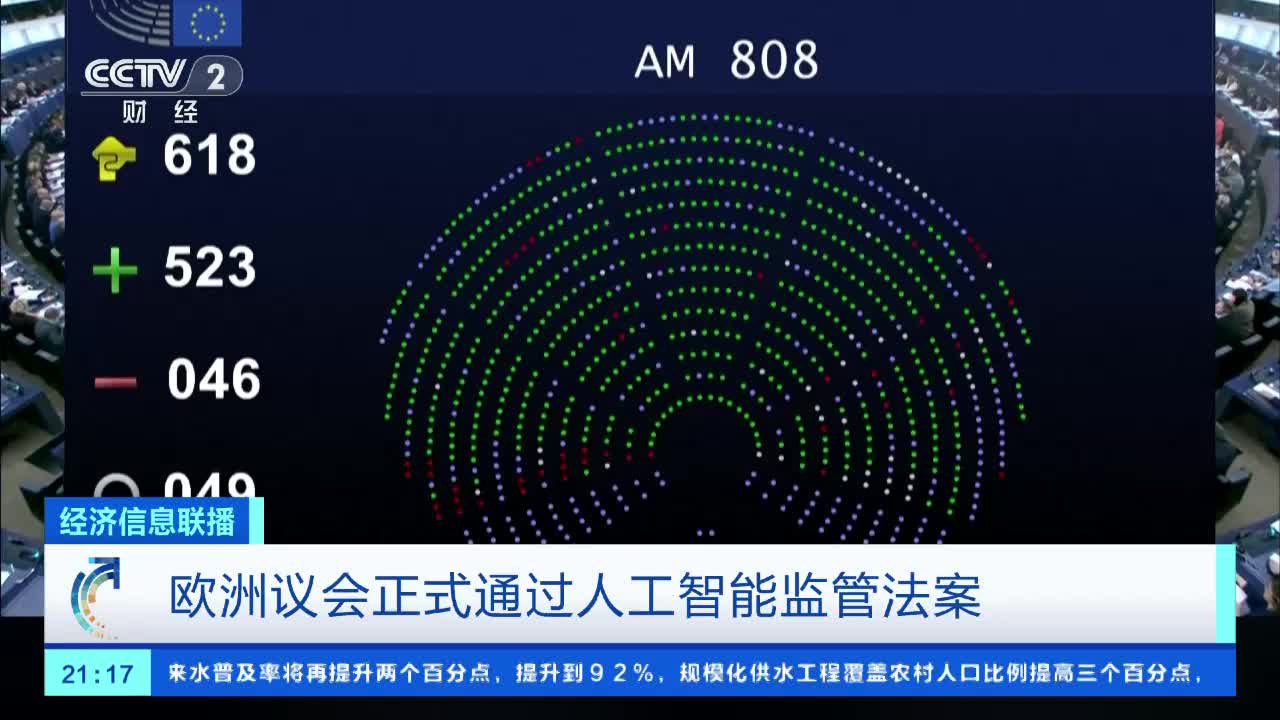 AM 808
CCTV 2
财 经
618
523
046
049
经济信息联播
欧洲议会正式通过人工智能监管法案
21:17
来水普及率将再提升两个百分点，提升到９２%，规模化供水工程覆盖农村人口比例提高三个百分点，